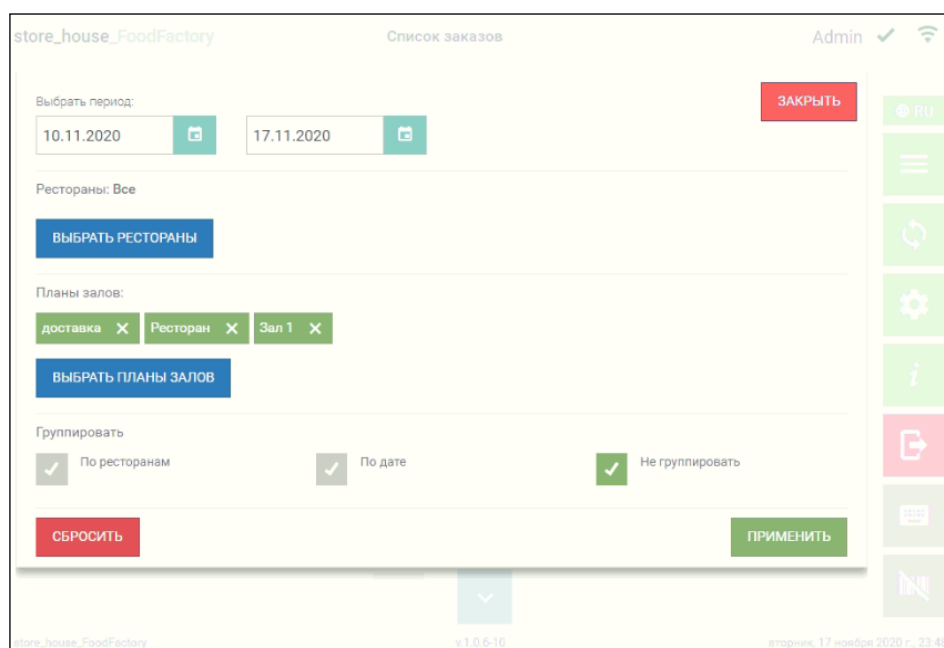 store_house_FoodFactory Список заказов Admin
Выбрать период:
ЗАКРЫТЬ
10.11.2020 17.11.2020
RU
Рестораны: Все
ВЫБРАТЬ РЕСТОРАНЫ
Планы залов:
доставка Ресторан Зал 1
ВЫБРАТЬ ПЛАНЫ ЗАЛОВ
Группировать
По ресторанам По дате Не группировать
СБРОСИТЬ ПРИМЕНИТЬ
store_house_FoodFactory v.1.0.6-10 вторник, 17 ноября 2020 г., 23:48